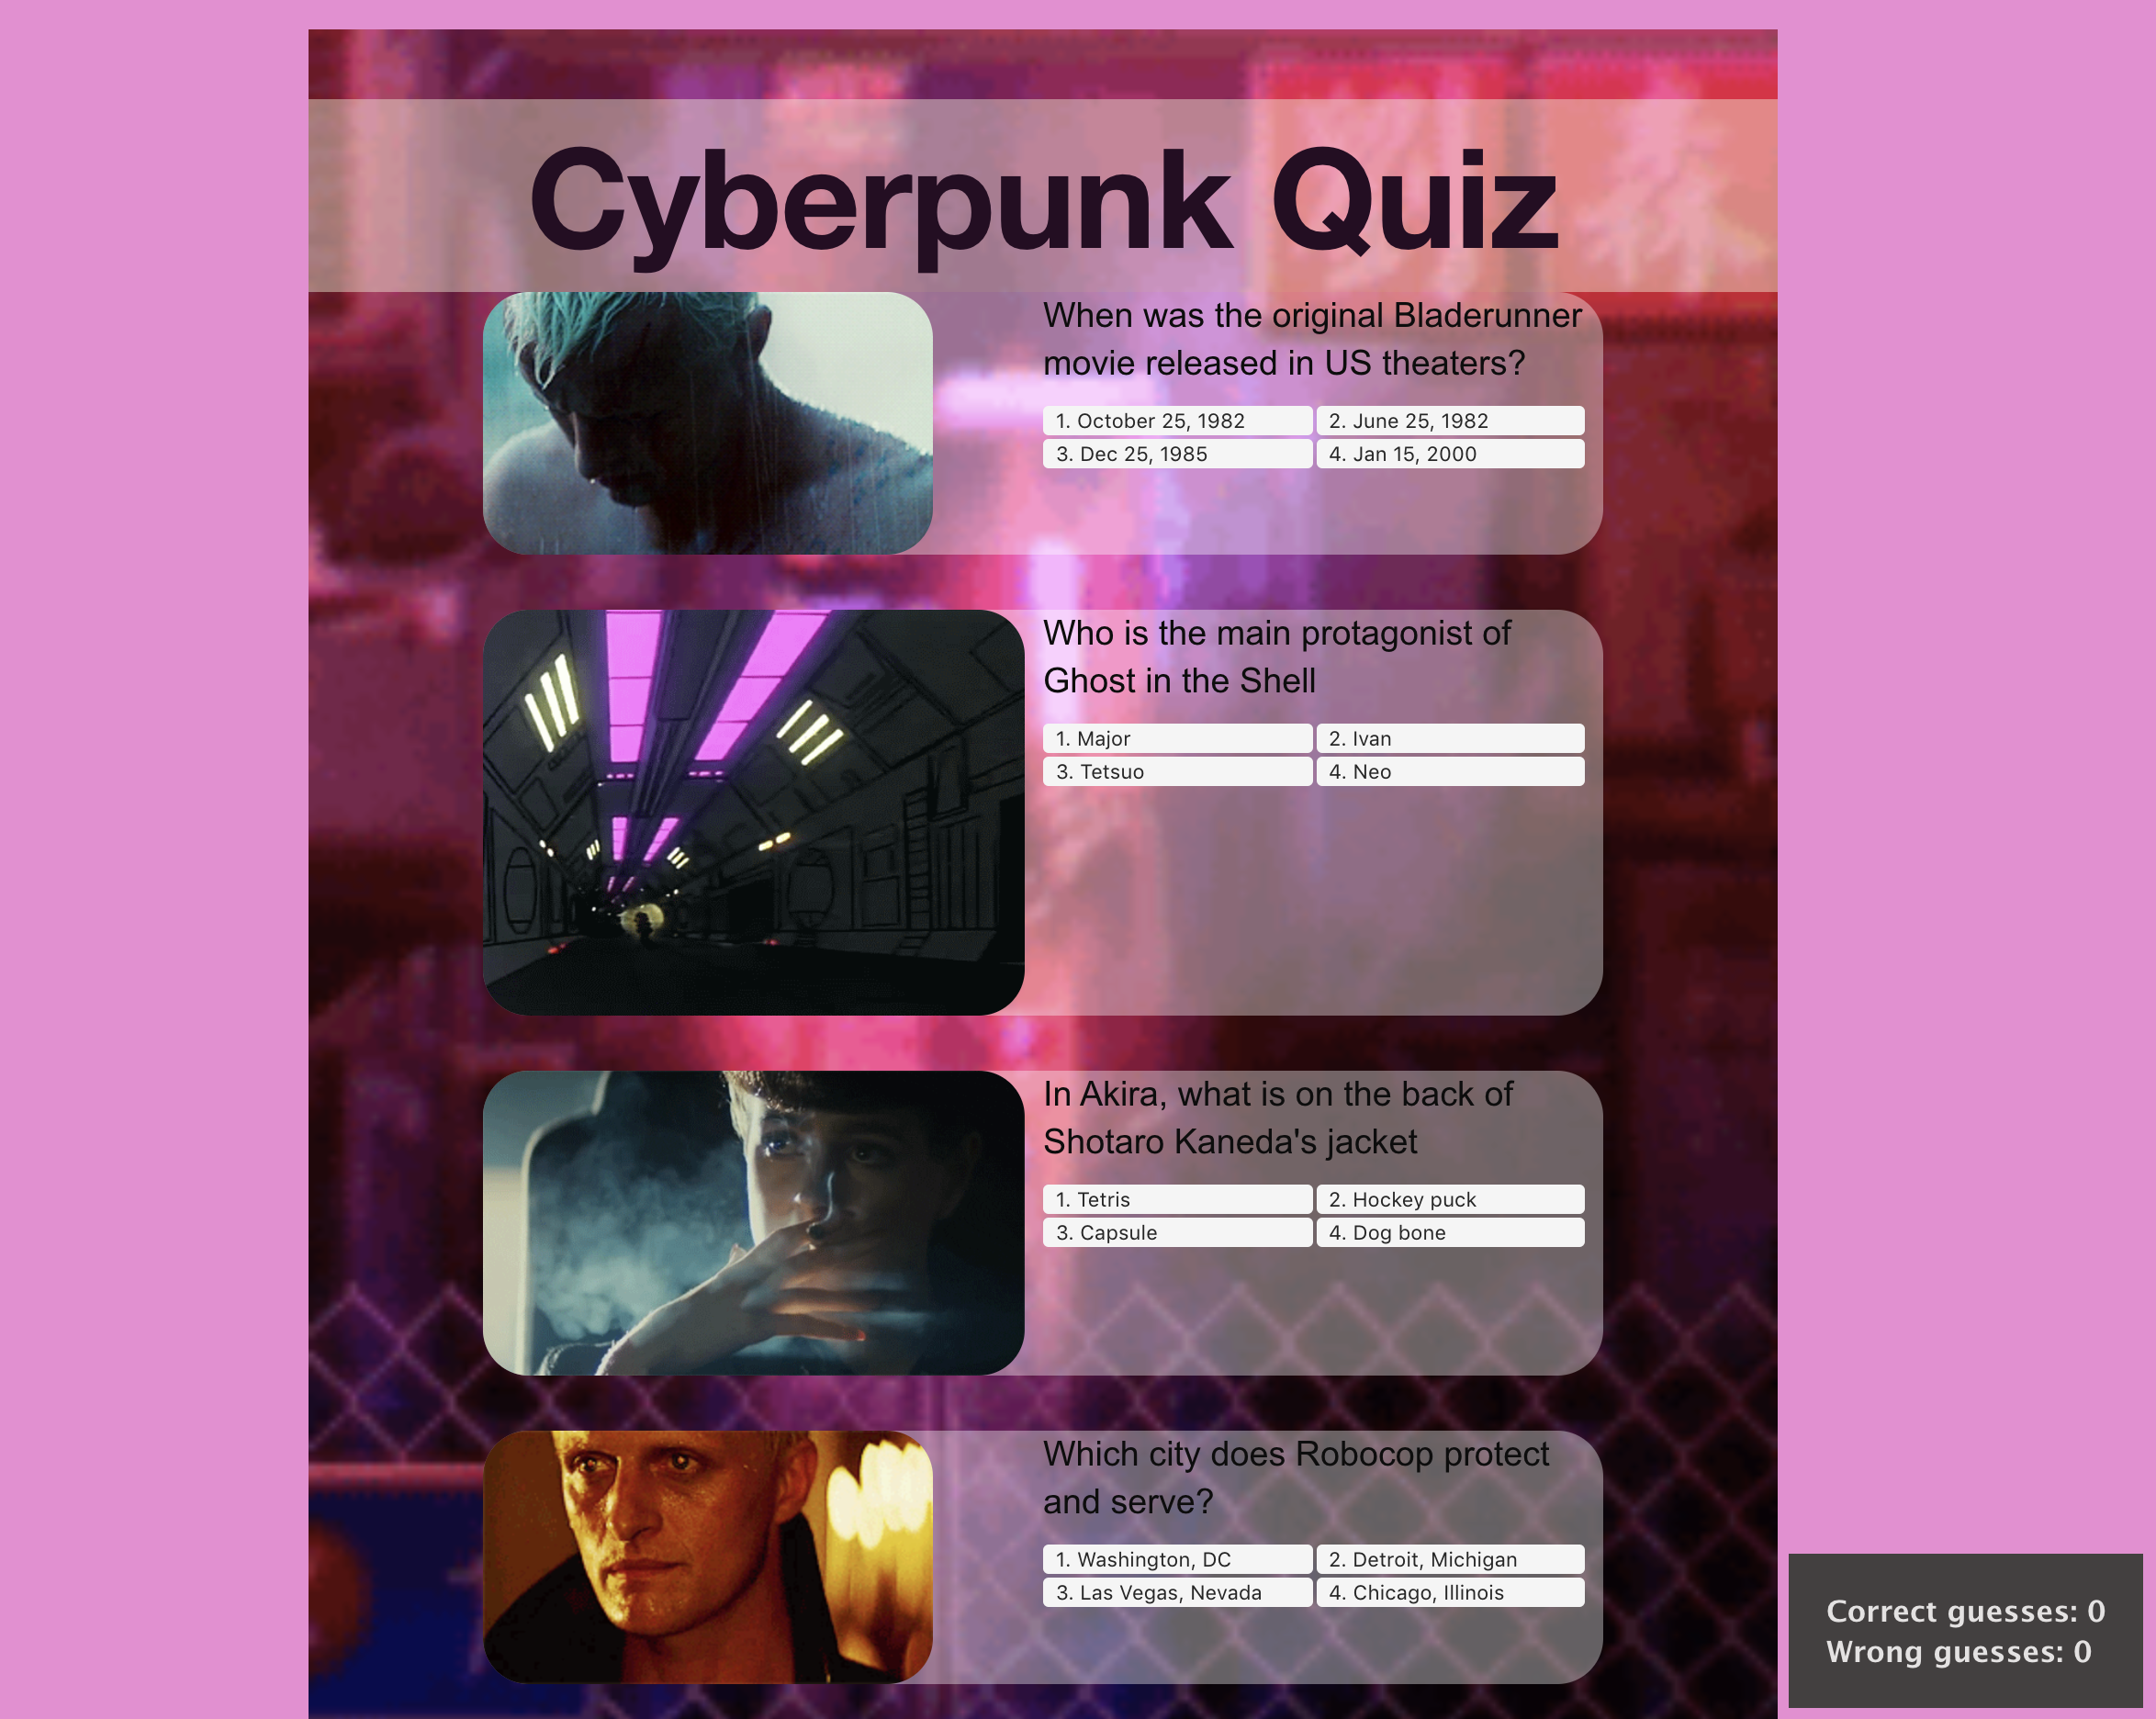 Cyberpunk Quiz
When was the original Bladerunner
movie released in US theaters?
1. October 25, 1982
2. June 25, 1982
3. Dec 25, 1985
4. Jan 15, 2000
Who is the main protagonist of
Ghost in the Shell
1. Major
2. Ivan
3. Tetsuo
4. Neo
In Akira, what is on the back of
Shotaro Kaneda's jacket
1. Tetris
2. Hockey puck
3. Capsule
4. Dog bone
Which city does Robocop protect
and serve?
1. Washington, DC
2. Detroit, Michigan
3. Las Vegas, Nevada
4. Chicago, Illinois
Correct guesses: 0
Wrong guesses: 0